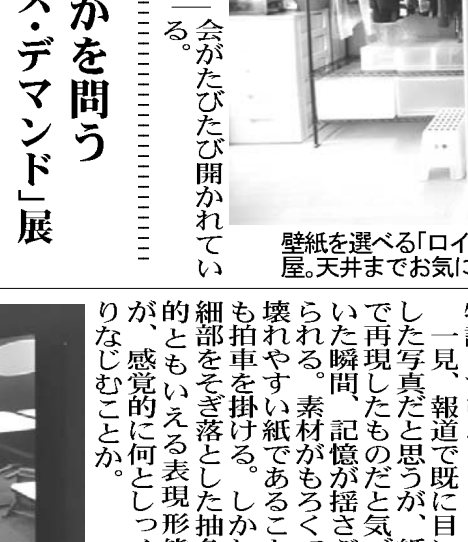 壁紙を選べる「ロイ
屋。天井までお気に
会がたびたび開かれてい
る。
かを問う
ス・デマンド」展
一見、報道で既に目に
した写真だと思うが、紙
で再現したものだと気づ
いた瞬間、記憶が揺さぶ
られる。素材がもろくて
壊れやすい紙であること
も拍車を掛ける。しかし
細部をそぎ落とした抽象
的ともいえる表現形態
が、感覚的に何としっく
りなじむことか。